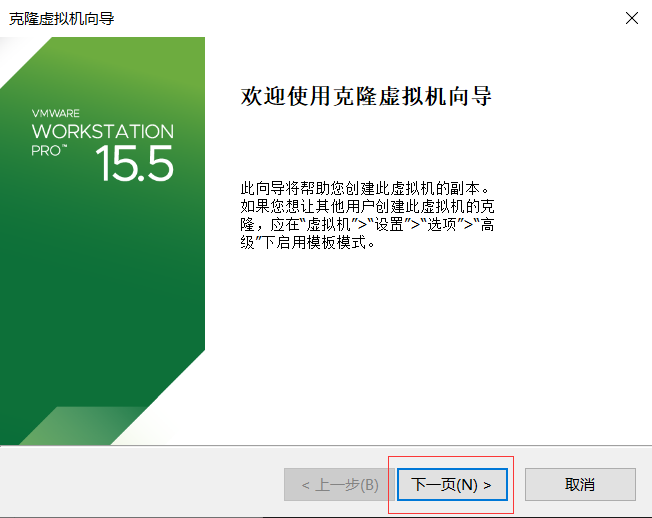 克隆虚拟机向导
VMWARE
WORKSTATION
PRO™
15.5
欢迎使用克隆虚拟机向导
此向导将帮助您创建此虚拟机的副本。
如果您想让其他用户创建此虚拟机的克
隆，应在“虚拟机”>“设置”>“选项”>“高
级”下启用模板模式。
< 上一步(B)
下一页(N) >
取消